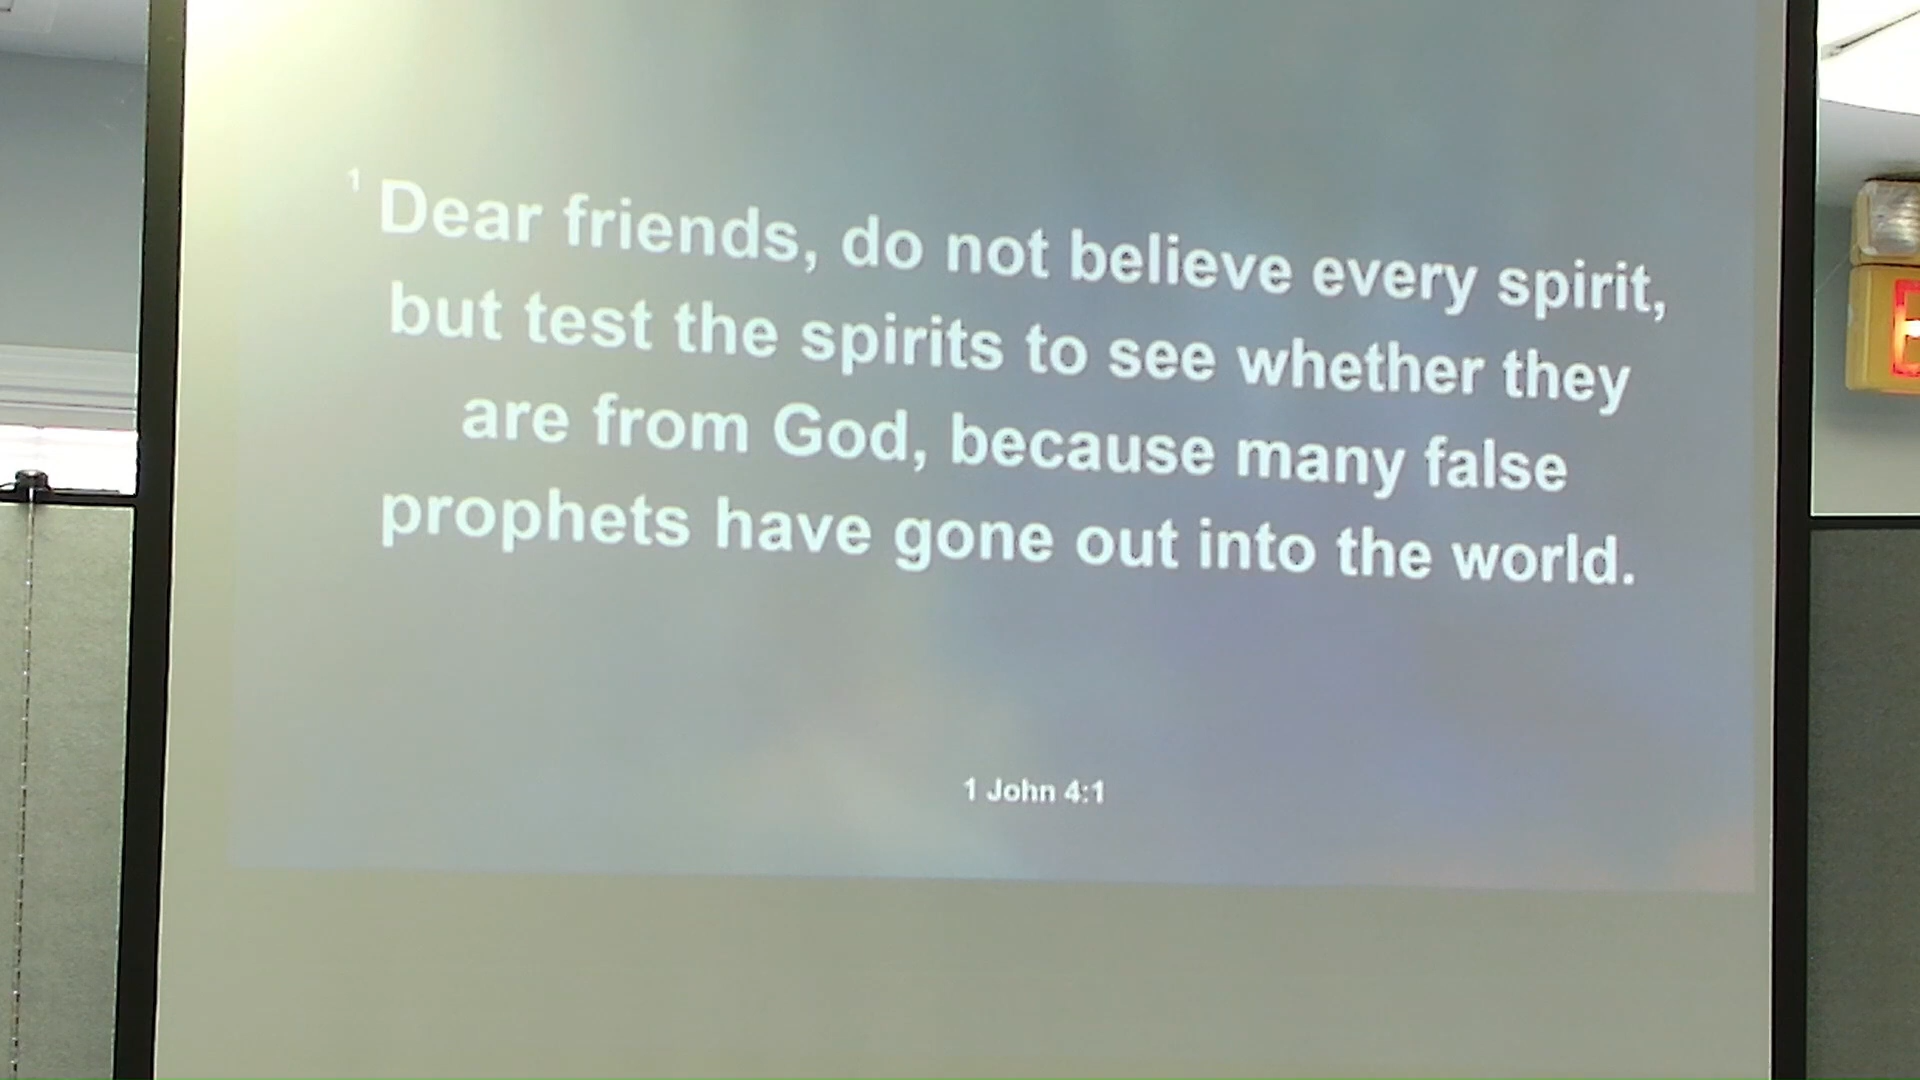 1 Dear friends, do not believe every spirit,
but test the spirits to see whether they
are from God, because many false
prophets have gone out into the world.
1 John 4:1